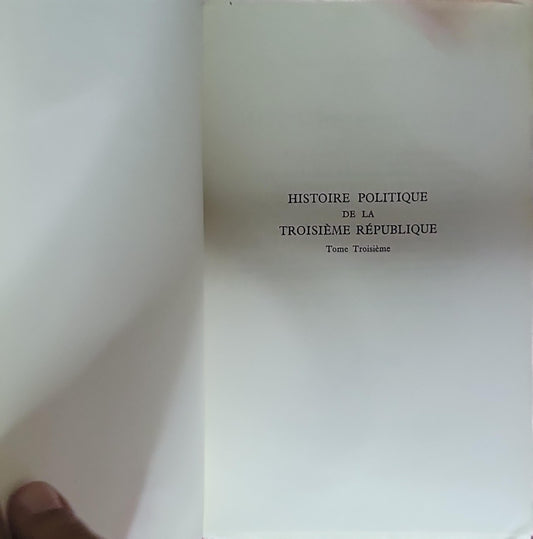 HISTOIRE POLITIQUE
DE LA
TROISIÈME RÉPUBLIQUE
Tome Troisième